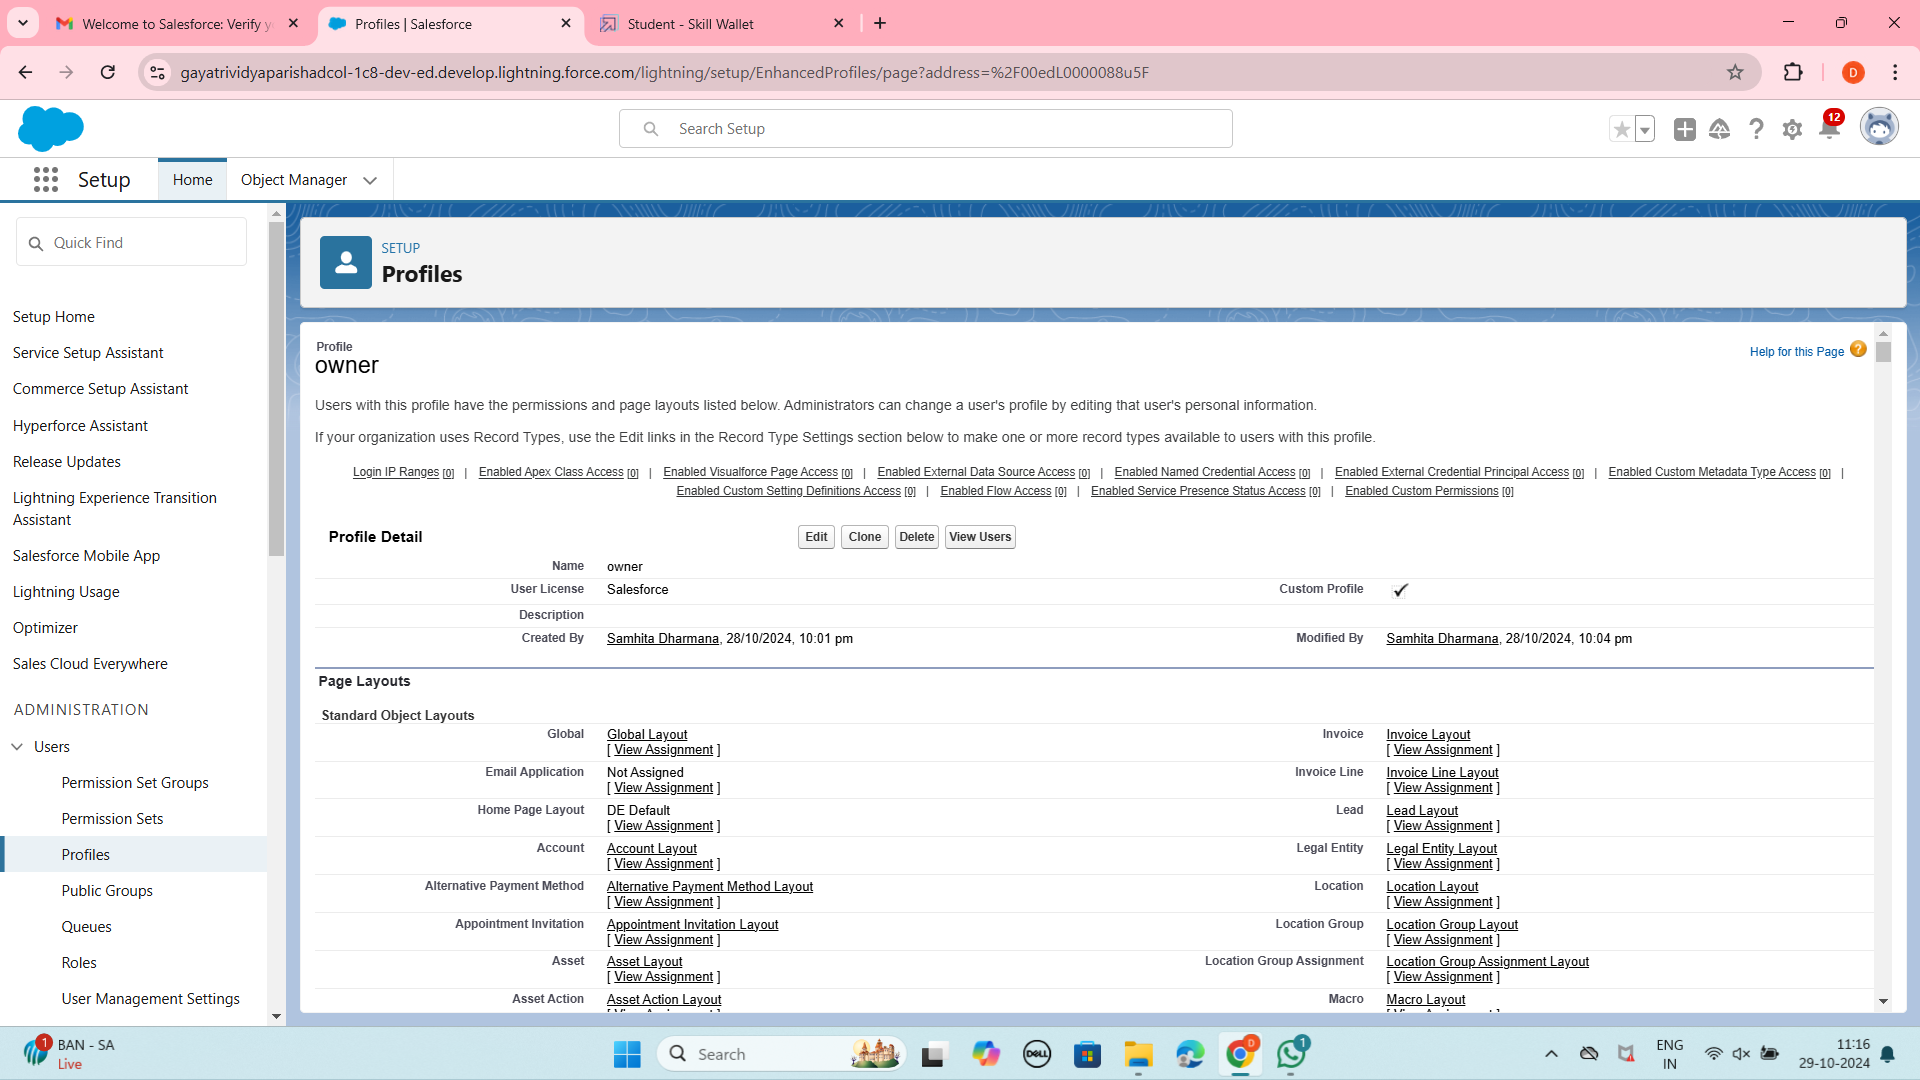 Welcome to Salesforce: Verify y
Profiles | Salesforce
Student - Skill Wallet
gayatrividyaparishadcol-1c8-dev-ed.develop.lightning.force.com/lightning/setup/EnhancedProfiles/page?address=%2F00edL0000088u5F
D
Search Setup
12
Setup
Home
Object Manager
Quick Find
Setup Home
Service Setup Assistant
Commerce Setup Assistant
Hyperforce Assistant
Release Updates
Lightning Experience Transition
Assistant
Salesforce Mobile App
Lightning Usage
Optimizer
Sales Cloud Everywhere
ADMINISTRATION
Users
Permission Set Groups
Permission Sets
Profiles
Public Groups
Queues
Roles
User Management Settings
SETUP
Profiles
Profile
owner
Help for this Page ?
Users with this profile have the permissions and page layouts listed below. Administrators can change a user's profile by editing that user's personal information.
If your organization uses Record Types, use the Edit links in the Record Type Settings section below to make one or more record types available to users with this profile.
Login IP Ranges [0] | Enabled Apex Class Access [0] | Enabled Visualforce Page Access [0] | Enabled External Data Source Access [0] | Enabled Named Credential Access [0] | Enabled External Credential Principal Access [0] | Enabled Custom Metadata Type Access [0] |
Enabled Custom Setting Definitions Access [0] | Enabled Flow Access [0] | Enabled Service Presence Status Access [0] | Enabled Custom Permissions [0]
Profile Detail Edit Clone Delete View Users
Name owner
User License Salesforce Custom Profile
Description
Created By Samhita Dharmana, 28/10/2024, 10:01 pm Modified By Samhita Dharmana, 28/10/2024, 10:04 pm
Page Layouts
Standard Object Layouts
Global Global Layout Invoice Invoice Layout
[ View Assignment ] [ View Assignment ]
Email Application Not Assigned Invoice Line Invoice Line Layout
[ View Assignment ] [ View Assignment ]
Home Page Layout DE Default Lead Lead Layout
[ View Assignment ] [ View Assignment ]
Account Account Layout Legal Entity Legal Entity Layout
[ View Assignment ] [ View Assignment ]
Alternative Payment Method Alternative Payment Method Layout Location Location Layout
[ View Assignment ] [ View Assignment ]
Appointment Invitation Appointment Invitation Layout Location Group Location Group Layout
[ View Assignment ] [ View Assignment ]
Asset Asset Layout Location Group Assignment Location Group Assignment Layout
[ View Assignment ] [ View Assignment ]
Asset Action Asset Action Layout Macro Macro Layout
1
BAN - SA
Live
Search
DELL
D
1
ENG
IN
11:16
29-10-2024